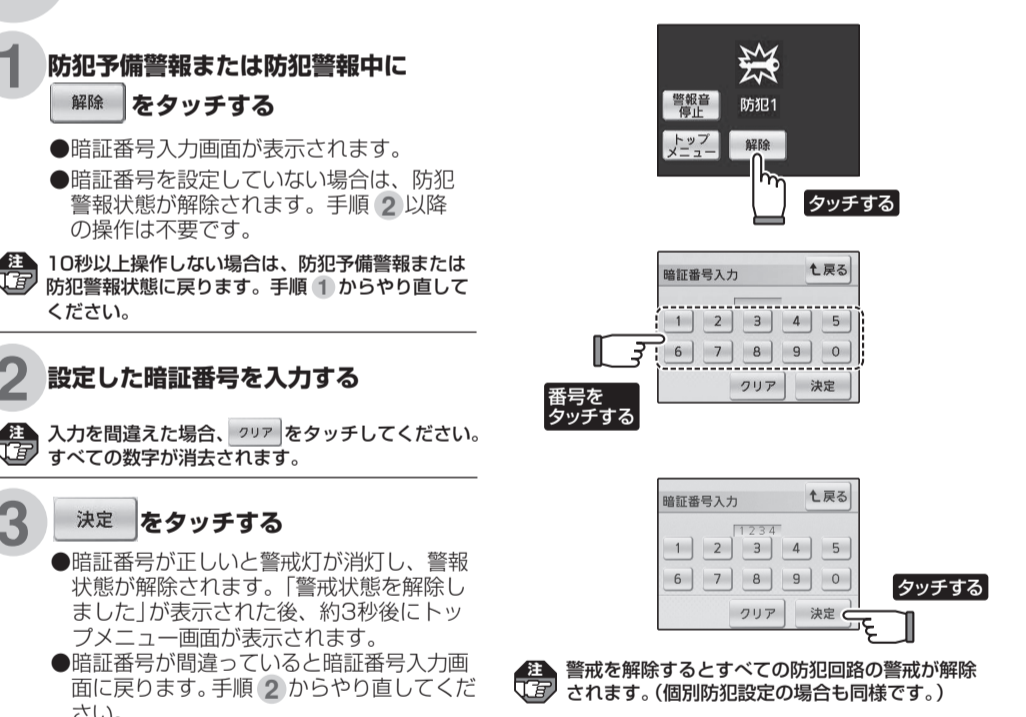 1
防犯予備警報または防犯警報中に
解除 をタッチする
●暗証番号入力画面が表示されます。
●暗証番号を設定していない場合は、防犯
警報状態が解除されます。手順 2 以降
の操作は不要です。
注 10秒以上操作しない場合は、防犯予備警報または
防犯警報状態に戻ります。手順 1 からやり直して
ください。
2
設定した暗証番号を入力する
注 入力を間違えた場合、クリア をタッチしてください。
すべての数字が消去されます。
3
決定 をタッチする
●暗証番号が正しいと警戒灯が消灯し、警報
状態が解除されます。「警戒状態を解除し
ました」が表示された後、約3秒後にトッ
プメニュー画面が表示されます。
●暗証番号が間違っていると暗証番号入力画
面に戻ります。手順 2 からやり直してくだ
さい。
警報音
停止
防犯1
トップ
メニュー
解除
タッチする
暗証番号入力 戻る
1 2 3 4 5
6 7 8 9 0
クリア 決定
番号を
タッチする
暗証番号入力 戻る
1234
1 2 3 4 5
6 7 8 9 0
クリア 決定
タッチする
注 警戒を解除するとすべての防犯回路の警戒が解除
されます。(個別防犯設定の場合も同様です。)